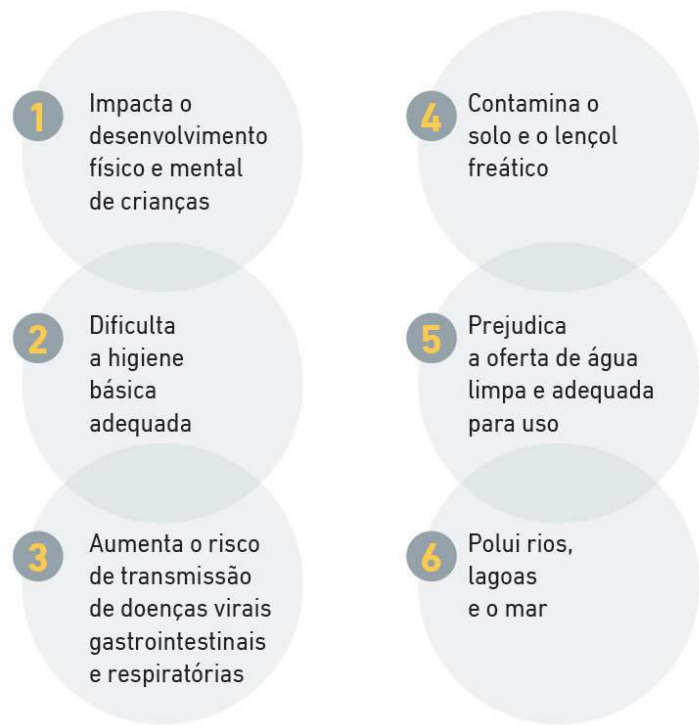 1
Impacta o
desenvolvimento
físico e mental
de crianças
2
Dificulta
a higiene
básica
adequada
3
Aumenta o risco
de transmissão
de doenças virais
gastrointestinais
e respiratórias
4
Contamina o
solo e o lençol
freático
5
Prejudica
a oferta de água
limpa e adequada
para uso
6
Polui rios,
lagoas
e o mar